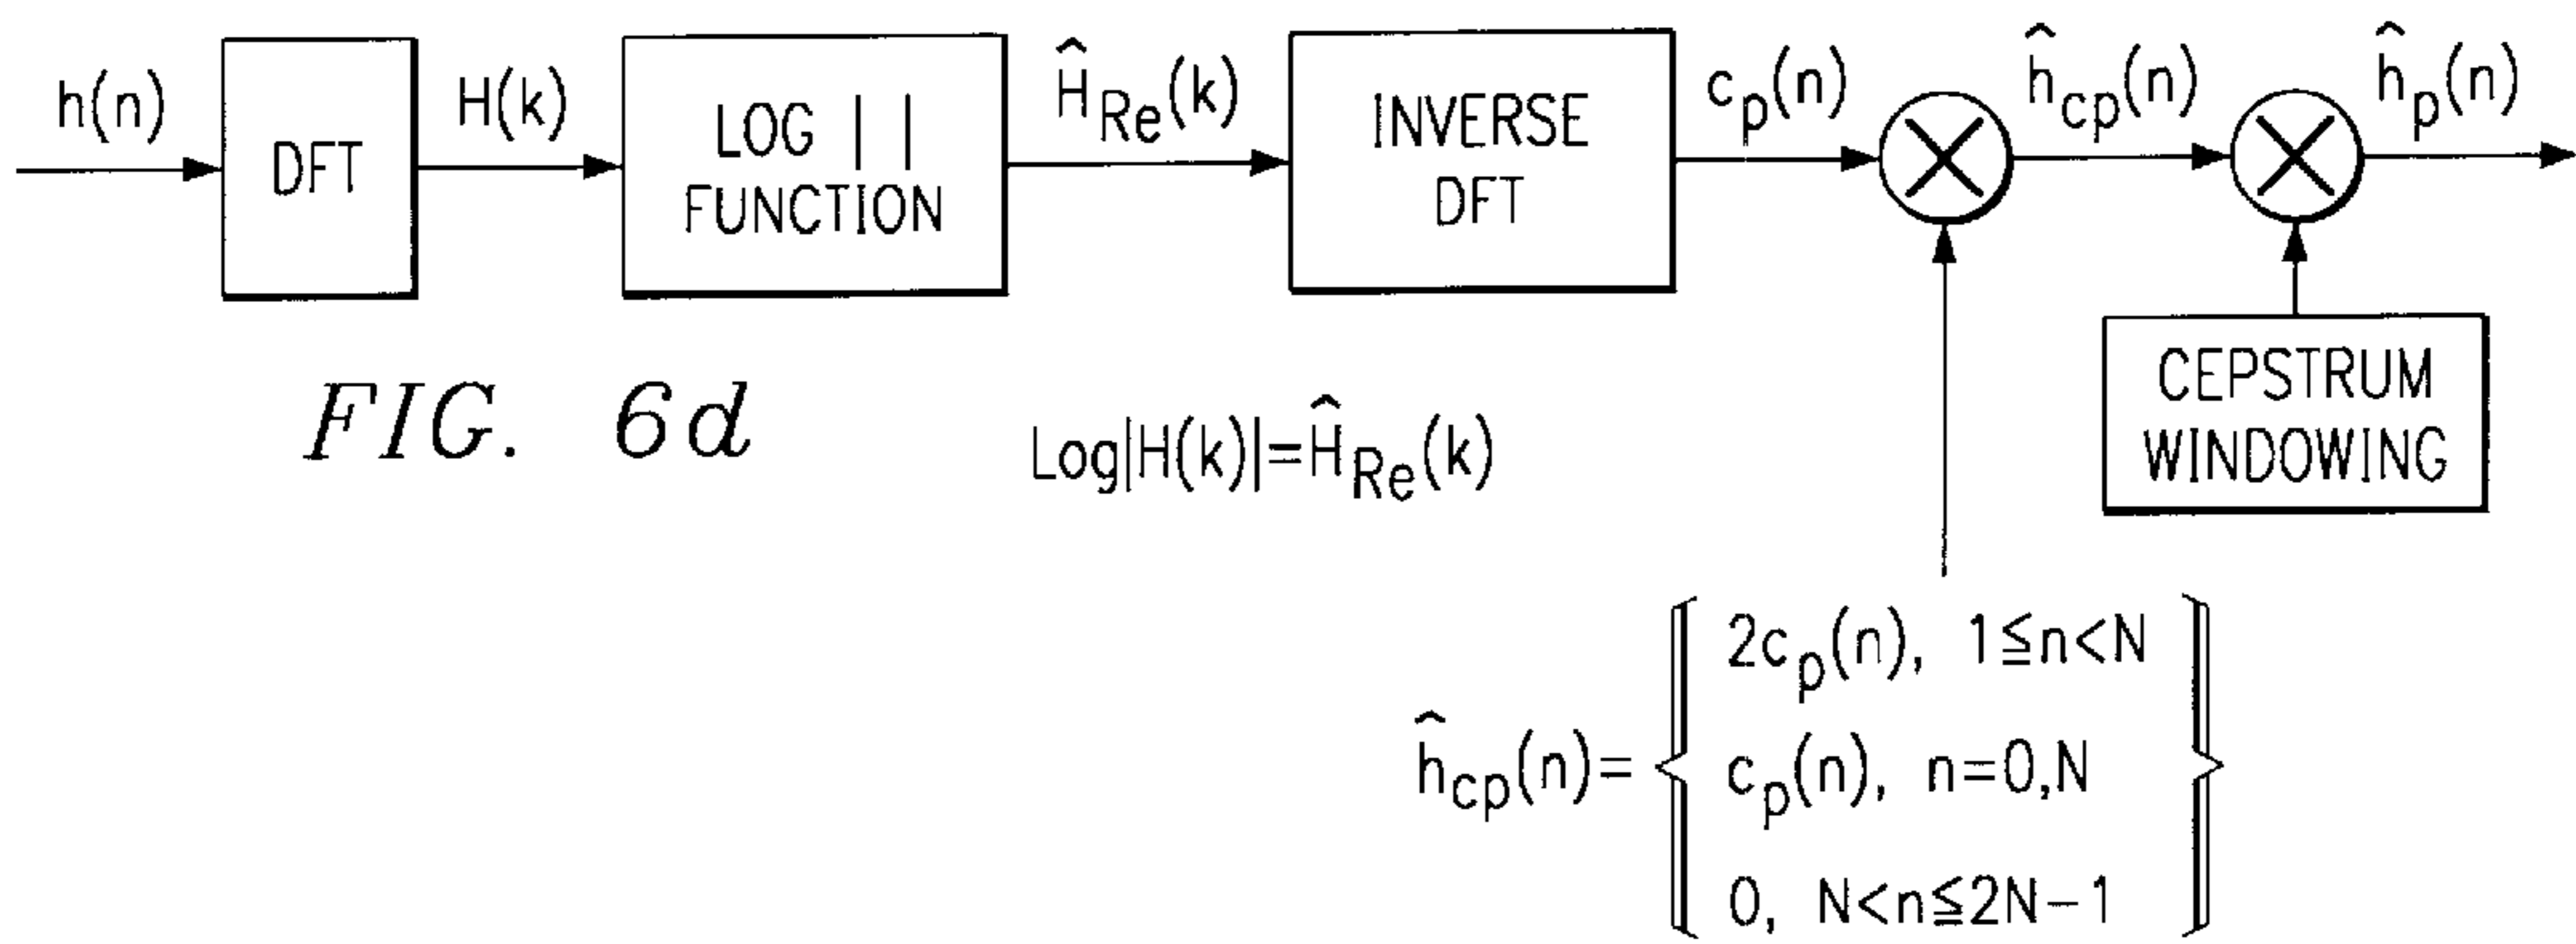 h(n)
DFT
H(k)
LOG | |
FUNCTION
Ĥ_Re(k)
INVERSE
DFT
c_p(n)
ĥ_cp(n)
ĥ_p(n)
CEPSTRUM
WINDOWING
FIG. 6d
Log|H(k)|=Ĥ_Re(k)
ĥ_cp(n)=
2c_p(n), 1≦n<N
c_p(n), n=0,N
0, N<n≦2N-1